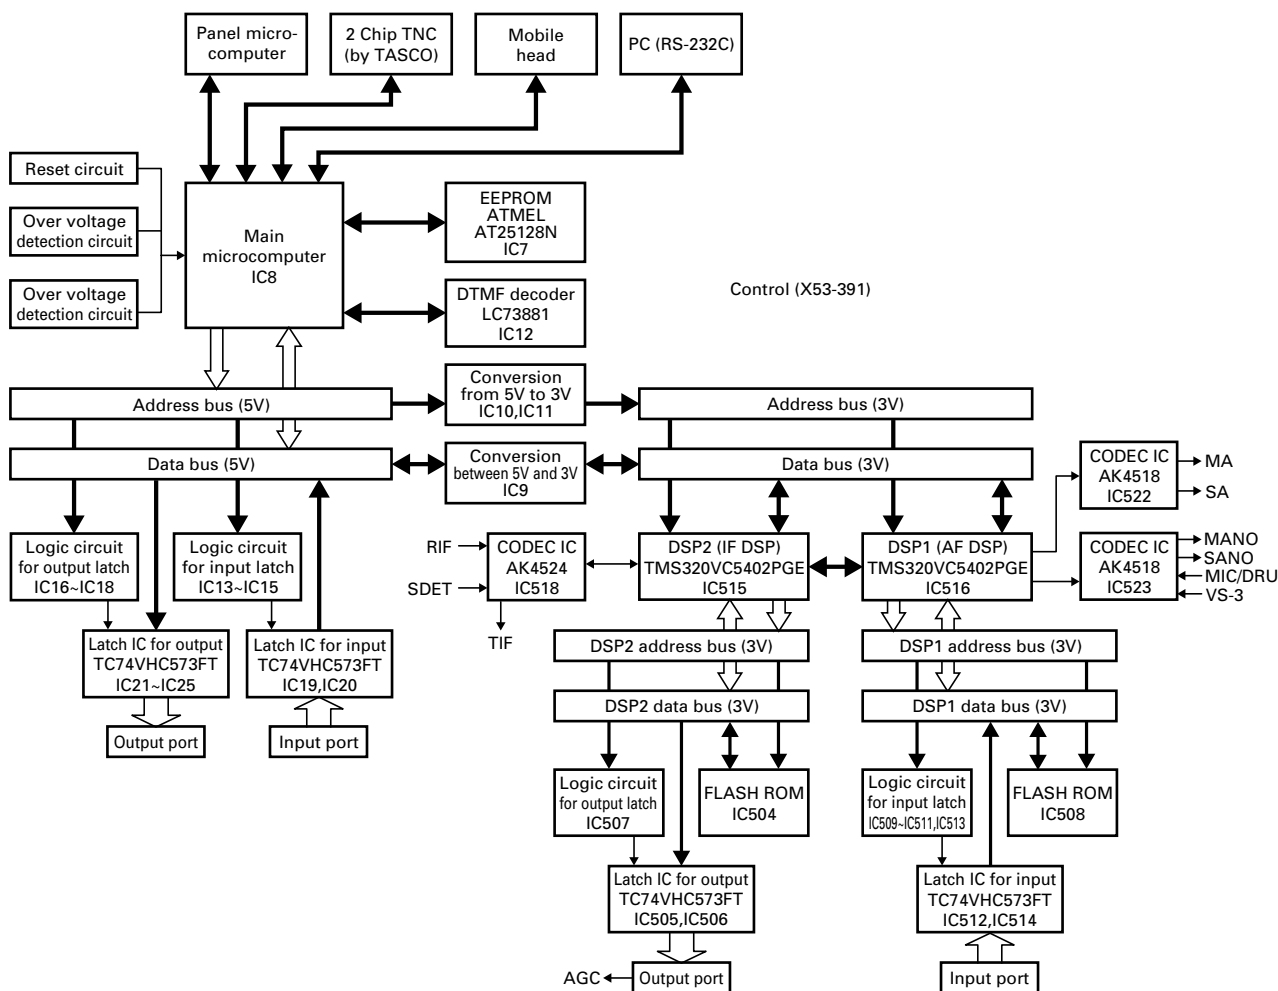 Panel micro-
computer
2 Chip TNC
(by TASCO)
Mobile
head
PC (RS-232C)
Reset circuit
Over voltage
detection circuit
Over voltage
detection circuit
Main
microcomputer
IC8
EEPROM
ATMEL
AT25128N
IC7
DTMF decoder
LC73881
IC12
Control (X53-391)
Address bus (5V)
Conversion
from 5V to 3V
IC10,IC11
Address bus (3V)
Data bus (5V)
Conversion
between 5V and 3V
IC9
Data bus (3V)
CODEC IC
AK4518
IC522
MA
SA
Logic circuit
for output latch
IC16~IC18
Logic circuit
for input latch
IC13~IC15
RIF
SDET
CODEC IC
AK4524
IC518
TIF
DSP2 (IF DSP)
TMS320VC5402PGE
IC515
DSP1 (AF DSP)
TMS320VC5402PGE
IC516
CODEC IC
AK4518
IC523
MANO
SANO
MIC/DRU
VS-3
Latch IC for output
TC74VHC573FT
IC21~IC25
Latch IC for input
TC74VHC573FT
IC19,IC20
Output port
Input port
DSP2 address bus (3V)
DSP1 address bus (3V)
DSP2 data bus (3V)
DSP1 data bus (3V)
Logic circuit
for output latch
IC507
FLASH ROM
IC504
Logic circuit
for input latch
IC509~IC511,IC513
FLASH ROM
IC508
Latch IC for output
TC74VHC573FT
IC505,IC506
Latch IC for input
TC74VHC573FT
IC512,IC514
AGC
Output port
Input port